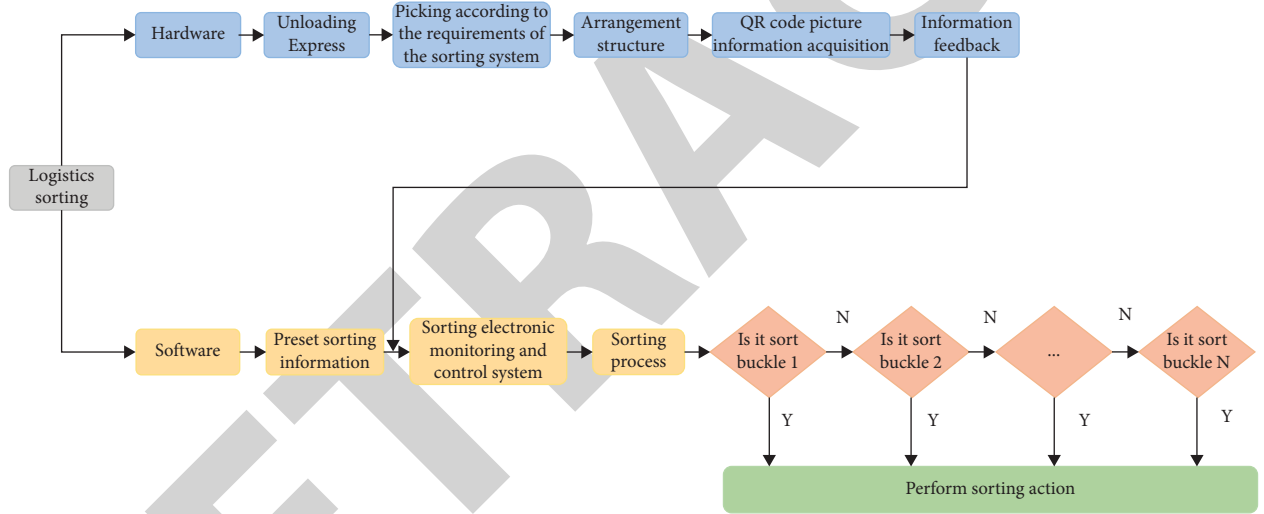 Hardware
Unloading
Express
Picking according to
the requirements of
the sorting system
Arrangement
structure
QR code picture
information acquisition
Information
feedback
Logistics
sorting
Software
Preset sorting
information
Sorting electronic
monitoring and
control system
Sorting
process
Is it sort
buckle 1
N
Is it sort
buckle 2
N
...
N
Is it sort
buckle N
Y
Y
Y
Y
Perform sorting action
ETRAC